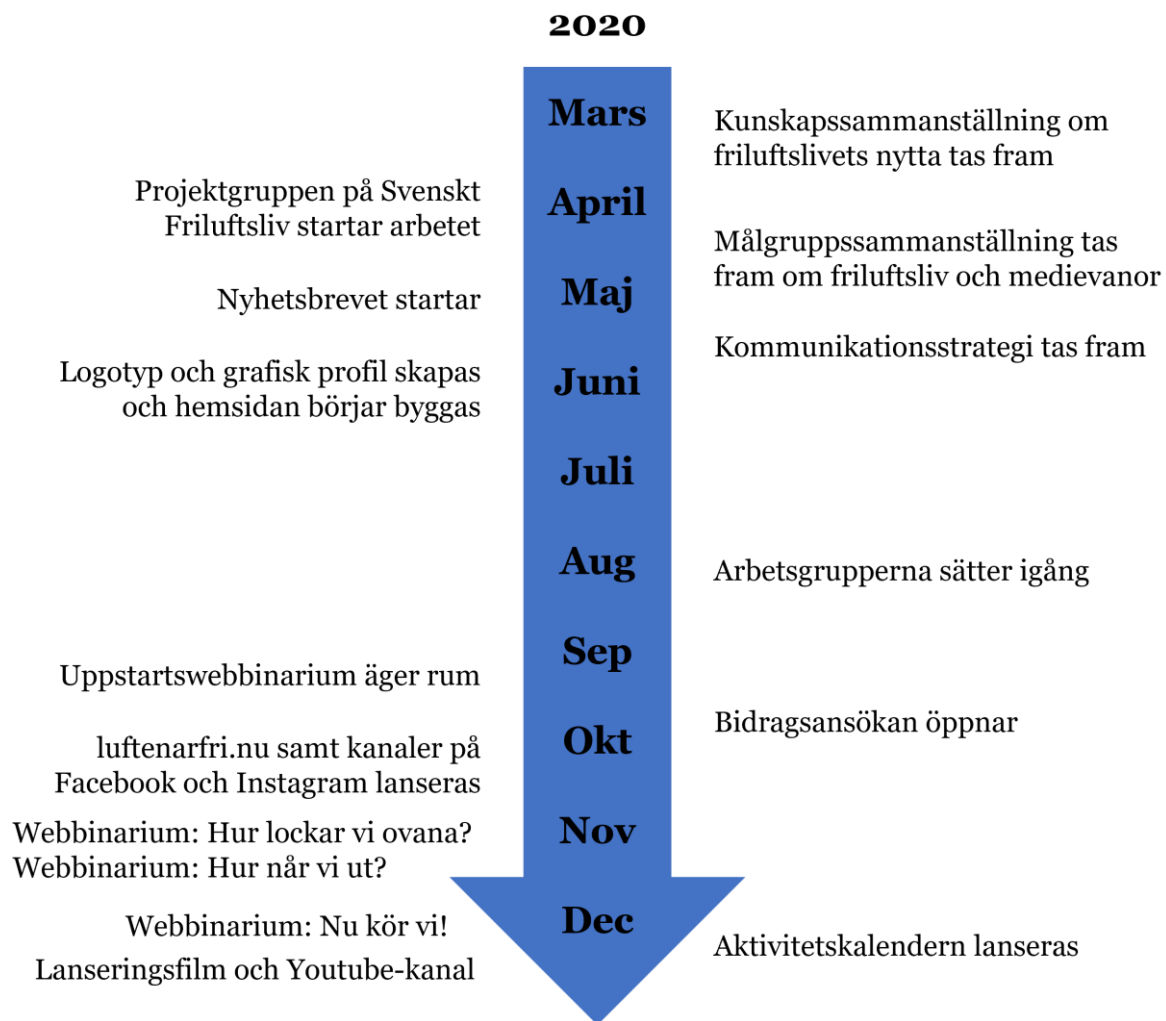 2020
Mars
Kunskapssammanställning om
friluftslivets nytta tas fram
Projektgruppen på Svenskt
Friluftsliv startar arbetet
April
Målgruppssammanställning tas
fram om friluftsliv och medievanor
Nyhetsbrevet startar
Maj
Kommunikationsstrategi tas fram
Logotyp och grafisk profil skapas
och hemsidan börjar byggas
Juni
Juli
Aug
Arbetsgrupperna sätter igång
Sep
Uppstartswebbinarium äger rum
Bidragsansökan öppnar
Okt
luftenarfri.nu samt kanaler på
Facebook och Instagram lanseras
Nov
Webbinarium: Hur lockar vi ovana?
Webbinarium: Hur når vi ut?
Dec
Webbinarium: Nu kör vi!
Lanseringsfilm och Youtube-kanal
Aktivitetskalendern lanseras